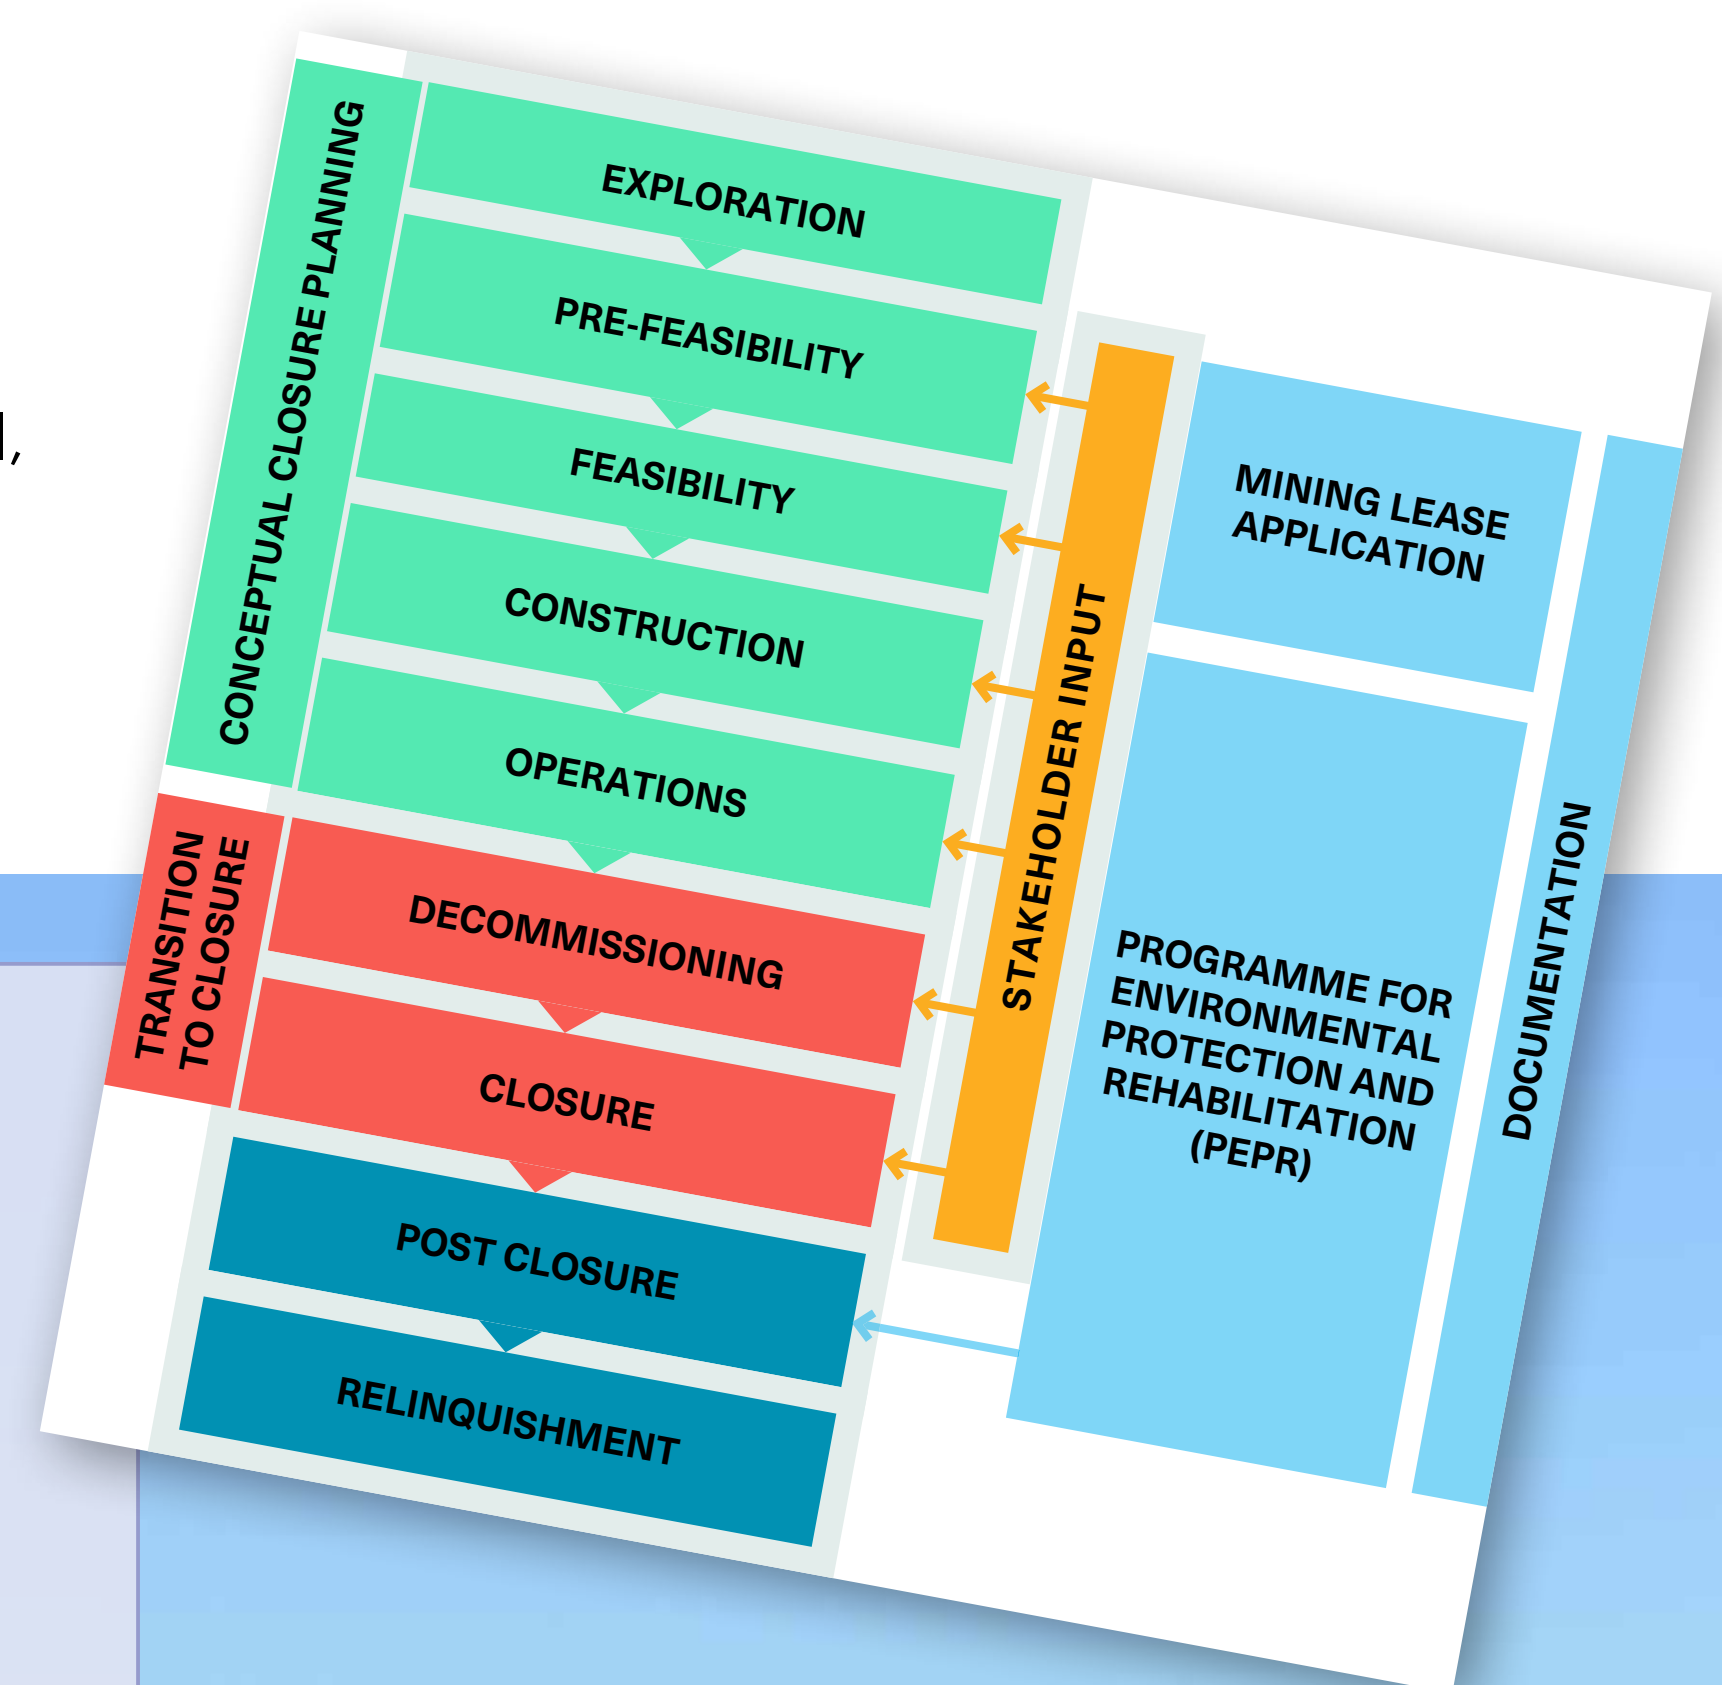 CONCEPTUAL CLOSURE PLANNING
EXPLORATION
PRE-FEASIBILITY
FEASIBILITY
CONSTRUCTION
OPERATIONS
TRANSITION
TO CLOSURE
DECOMMISSIONING
CLOSURE
POST CLOSURE
RELINQUISHMENT
STAKEHOLDER INPUT
MINING LEASE
APPLICATION
PROGRAMME FOR
ENVIRONMENTAL
PROTECTION AND
REHABILITATION
(PEPR)
DOCUMENTATION